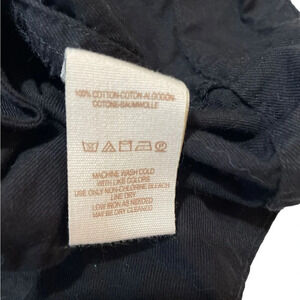 100% COTTON-COTON-ALGODON-
COTONE-BAUMWOLLE
MACHINE WASH COLD
WITH LIKE COLORS
USE ONLY NON-CHLORINE BLEACH
LINE DRY
LOW IRON AS NEEDED
MAY BE DRY CLEANED